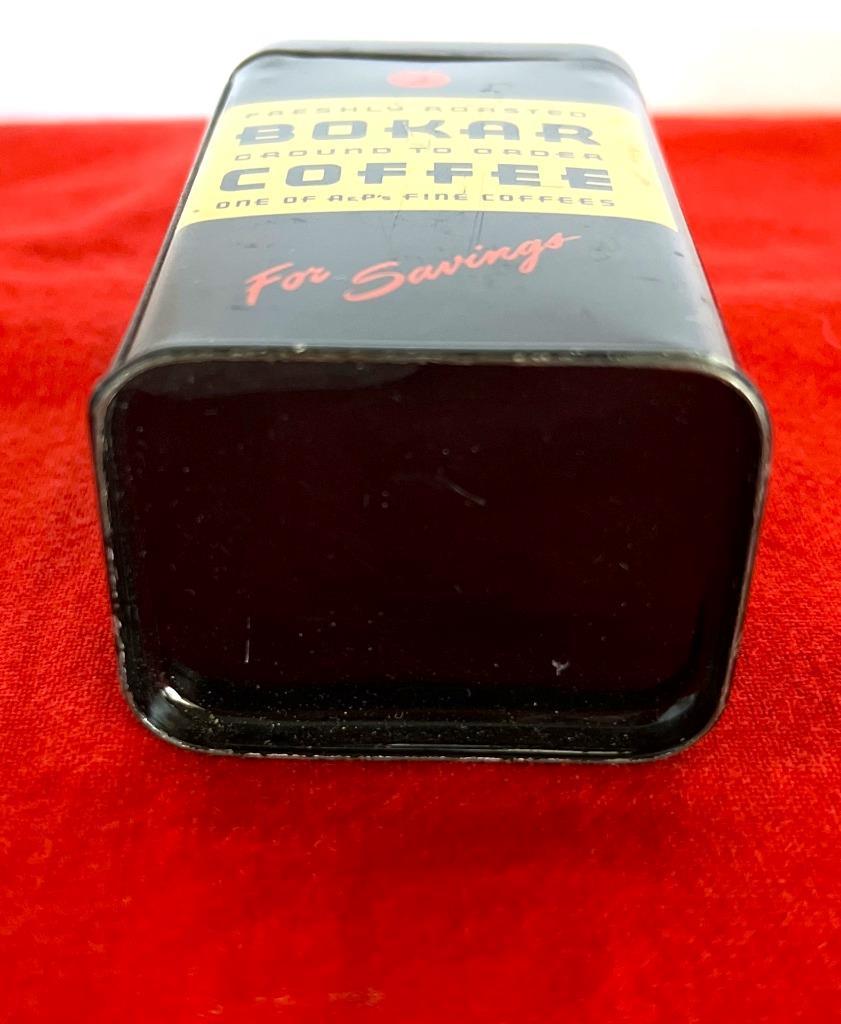 FRESHLY ROASTED
BOKAR
GROUND TO ORDER
COFFEE
ONE OF A&P's FINE COFFEES
For Savings